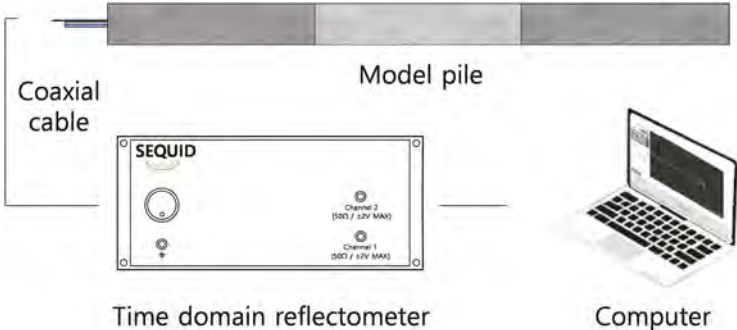 Model pile
Coaxial
cable
SEQUID
Channel 2
(50Ω / ±2V MAX)
Channel 1
(50Ω / ±2V MAX)
Time domain reflectometer
Computer